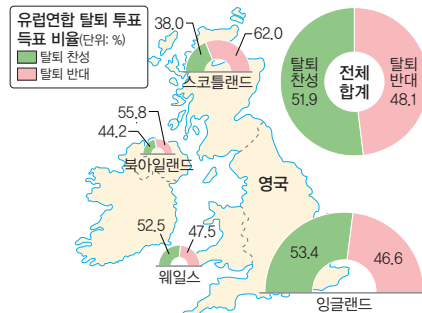 유럽연합 탈퇴 투표
득표 비율(단위: %)
탈퇴 찬성
탈퇴 반대
38.0
62.0
스코틀랜드
탈퇴
찬성
51.9
전체
합계
탈퇴
반대
48.1
55.8
44.2
북아일랜드
영국
52.5
47.5
웨일스
53.4
46.6
잉글랜드